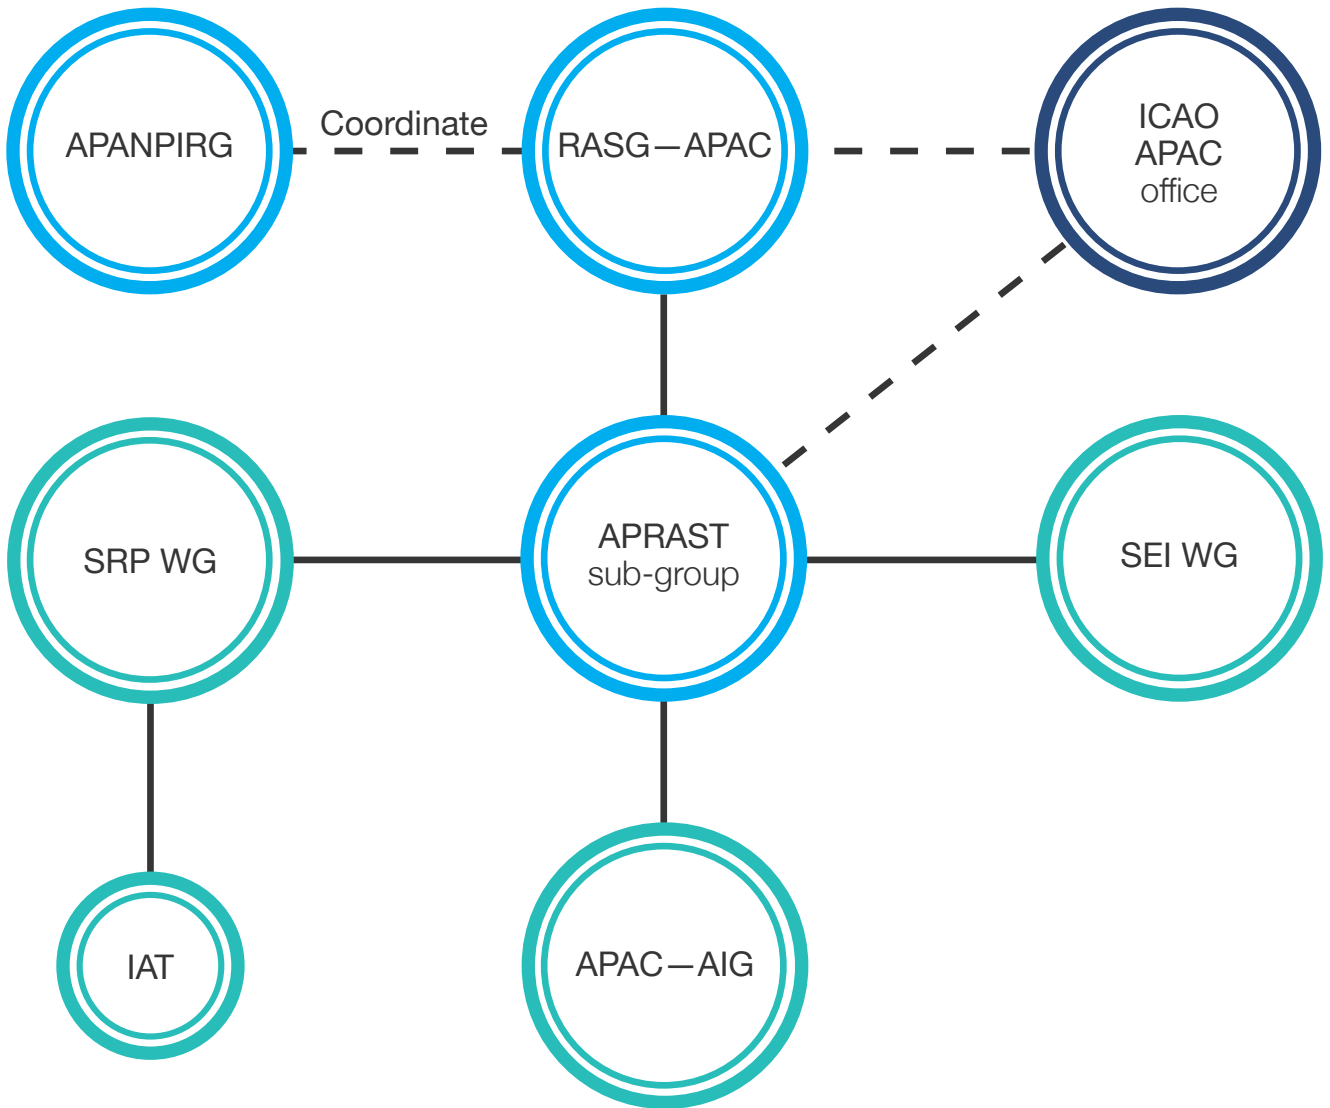 APANPIRG
Coordinate
RASG—APAC
ICAO
APAC
office
SRP WG
APRAST
sub-group
SEI WG
IAT
APAC—AIG